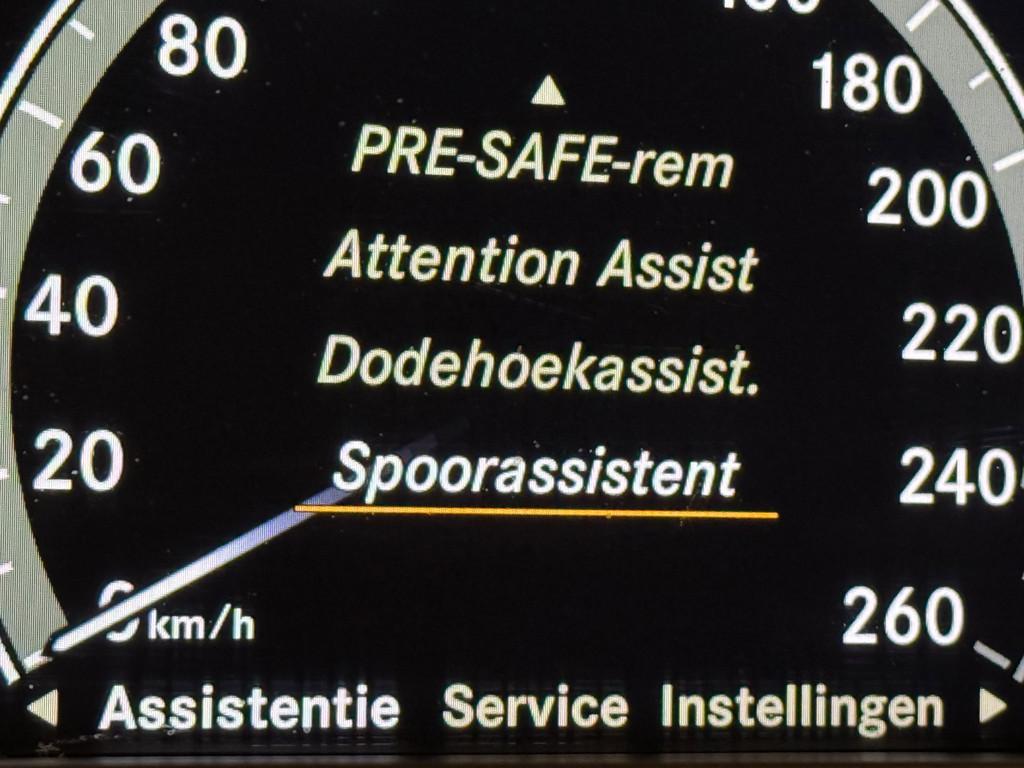 80
180
60
PRE-SAFE-rem
200
Attention Assist
40
220
Dodehoekassist.
20
Spoorassistent
240
km/h
260
Assistentie Service Instellingen